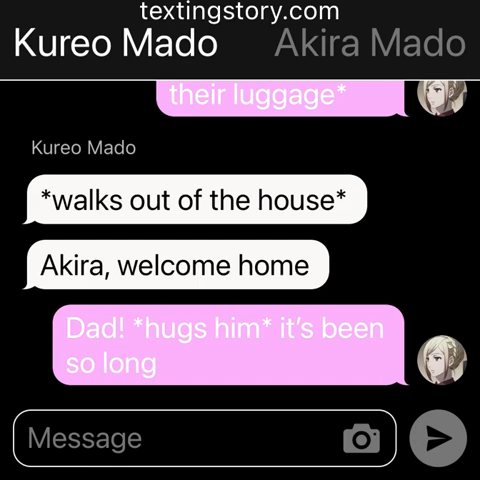 textingstory.com
Kureo Mado Akira Mado
their luggage*
Kureo Mado
*walks out of the house*
Akira, welcome home
Dad! *hugs him* it's been
so long
Message